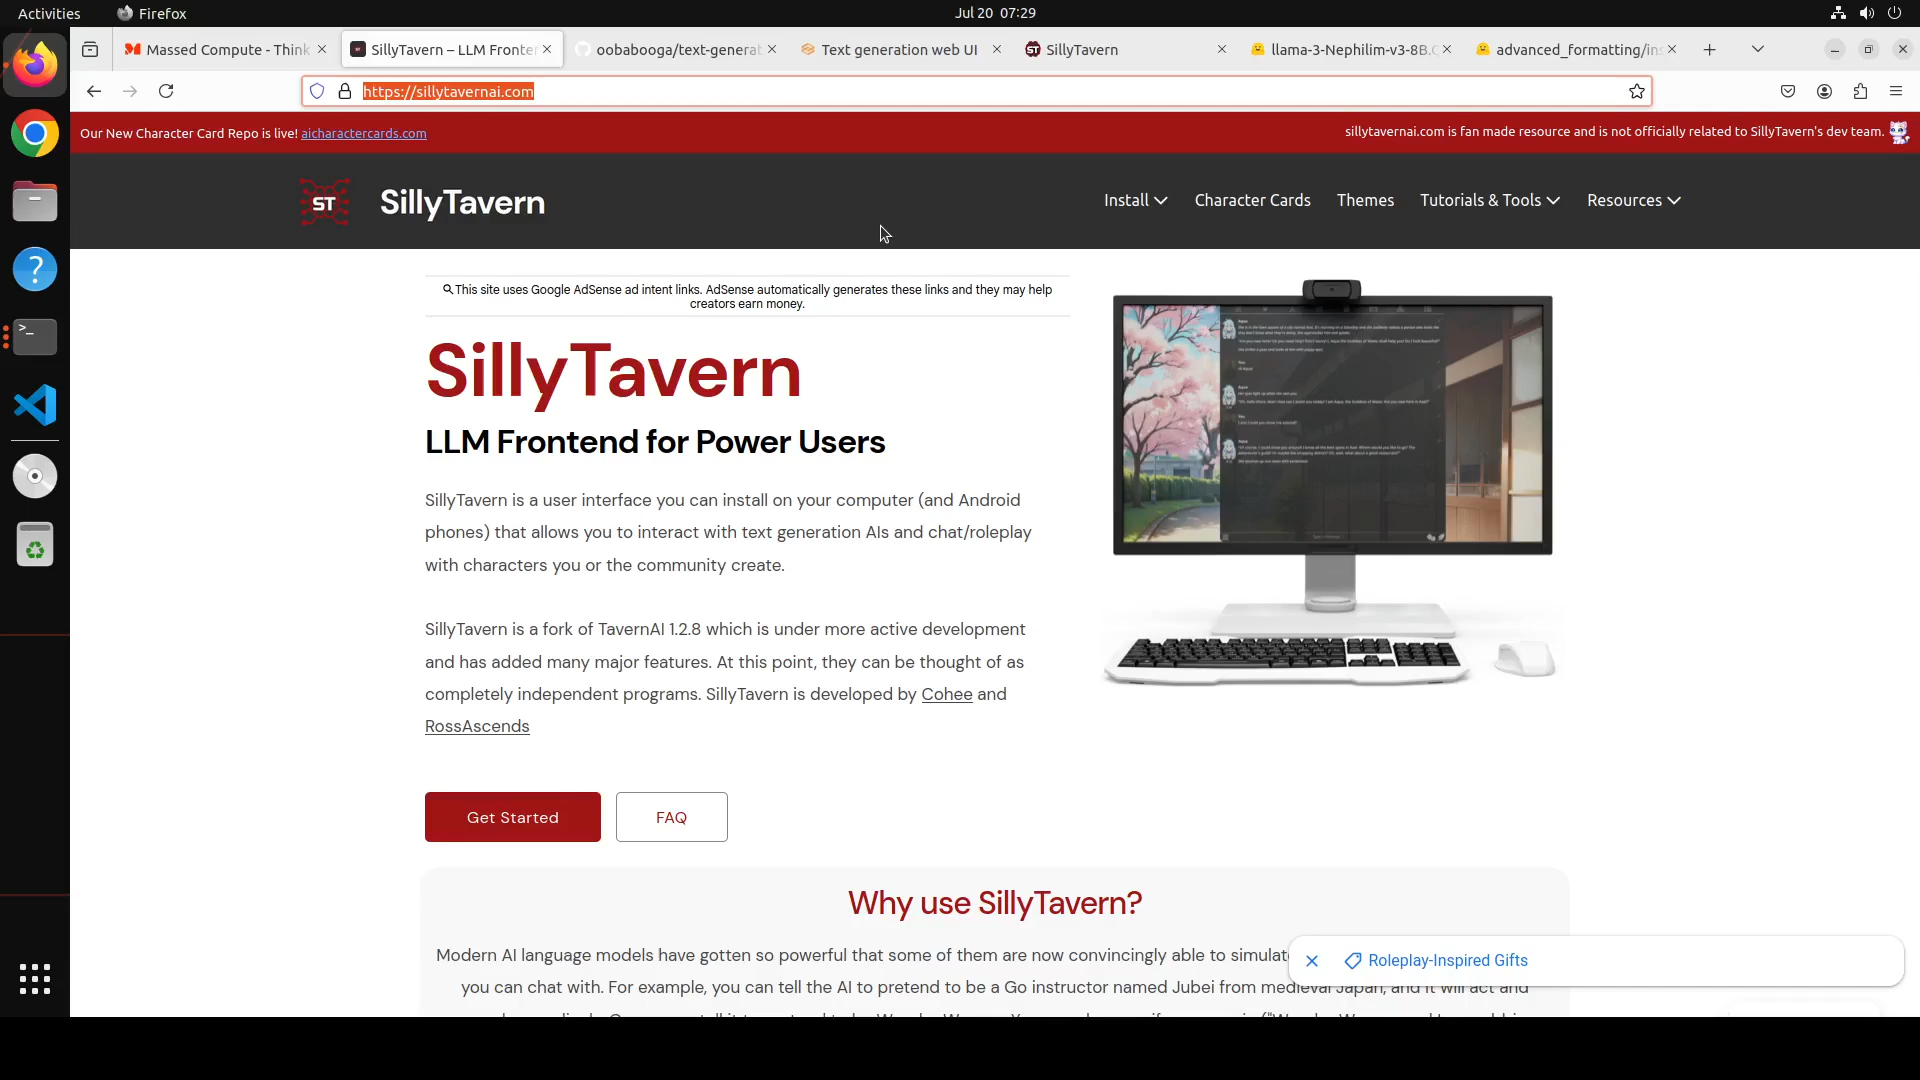 Activities
Firefox
Jul 20 07:29
Massed Compute - Think
SillyTavern – LLM Fronte
oobabooga/text-generat
Text generation web UI
SillyTavern
llama-3-Nephilim-v3-8B.
advanced_formatting/in
https://sillytavernai.com
Our New Character Card Repo is live! aicharactercards.com
sillytavernai.com is fan made resource and is not officially related to SillyTavern's dev team.
ST
SillyTavern
Install
Character Cards
Themes
Tutorials & Tools
Resources
This site uses Google AdSense ad intent links. AdSense automatically generates these links and they may help
creators earn money.
SillyTavern
LLM Frontend for Power Users
SillyTavern is a user interface you can install on your computer (and Android
phones) that allows you to interact with text generation AIs and chat/roleplay
with characters you or the community create.
SillyTavern is a fork of TavernAI 1.2.8 which is under more active development
and has added many major features. At this point, they can be thought of as
completely independent programs. SillyTavern is developed by Cohee and
RossAscends
Get Started
FAQ
Why use SillyTavern?
Modern AI language models have gotten so powerful that some of them are now convincingly able to simulat
Roleplay-Inspired Gifts
you can chat with. For example, you can tell the AI to pretend to be a Go instructor named Jubei from medieval Japan, and it will act and